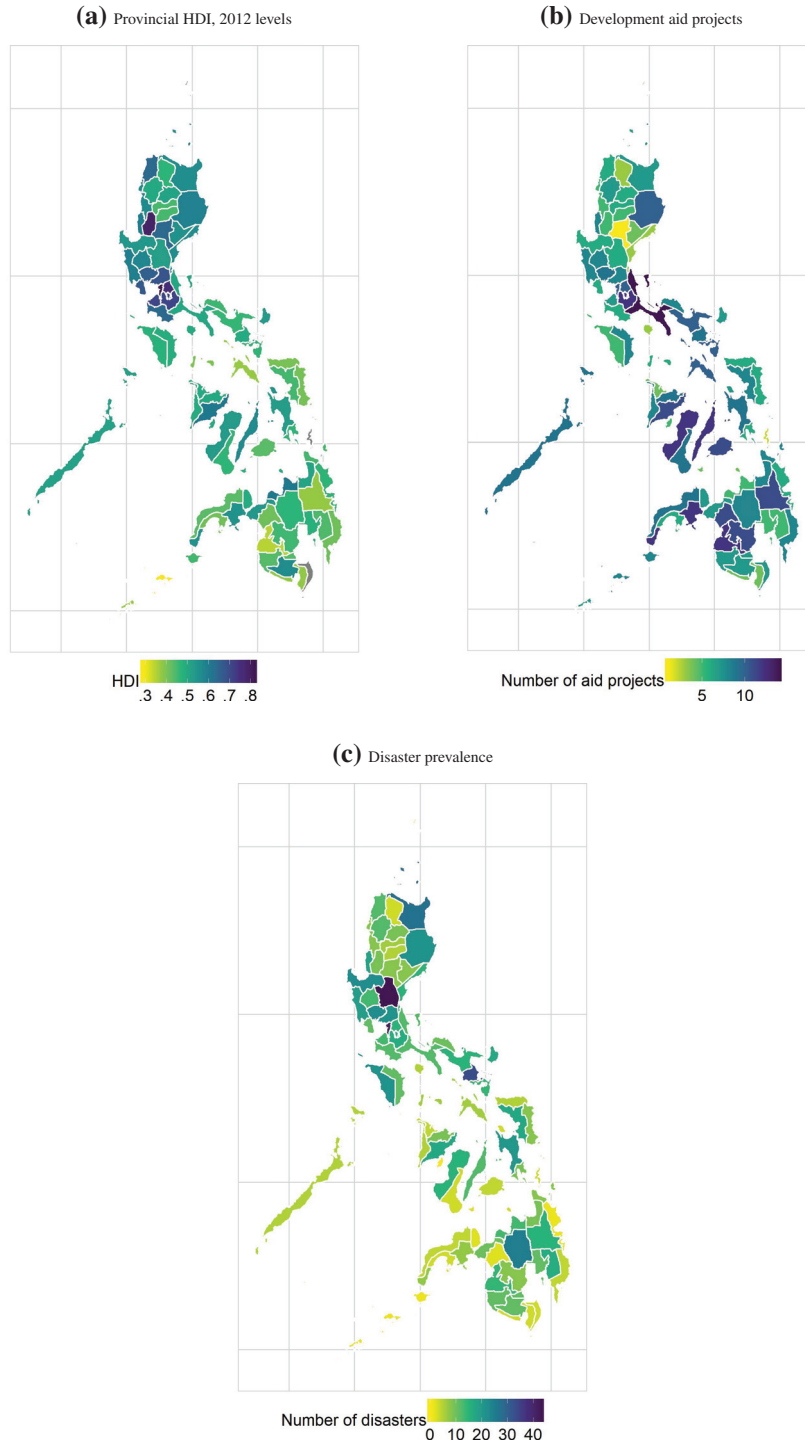 (a) Provincial HDI, 2012 levels
(b) Development aid projects
HDI
.3 .4 .5 .6 .7 .8
Number of aid projects
5 10
(c) Disaster prevalence
Number of disasters
0 10 20 30 40